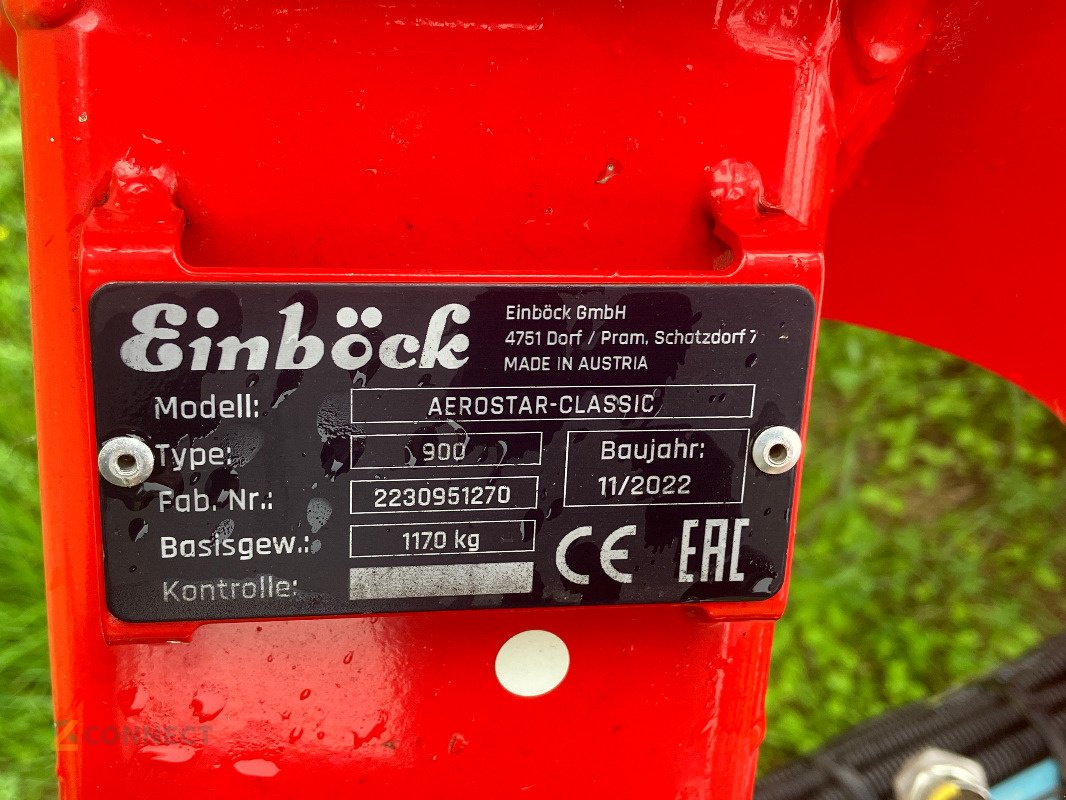 Einböck
Einböck GmbH
4751 Dorf / Pram, Schatzdorf 7
MADE IN AUSTRIA
Modell: AEROSTAR-CLASSIC
Type: 900
Baujahr:
11/2022
Fab. Nr.: 2230951270
Basisgew.: 1170 kg
Kontrolle:
CE EAC
CONNECT